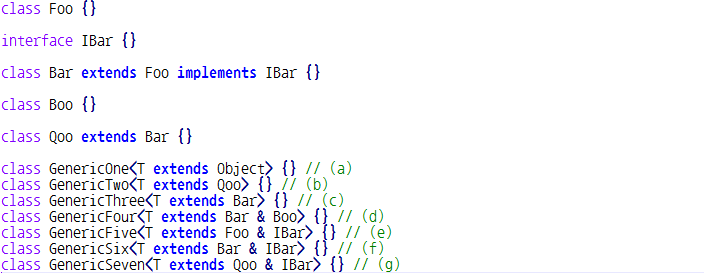 class Foo {}
interface IBar {}
class Bar extends Foo implements IBar {}
class Boo {}
class Qoo extends Bar {}
class GenericOne<T extends Object> {} // (a)
class GenericTwo<T extends Qoo> {} // (b)
class GenericThree<T extends Bar> {} // (c)
class GenericFour<T extends Bar & Boo> {} // (d)
class GenericFive<T extends Foo & IBar> {} // (e)
class GenericSix<T extends Bar & IBar> {} // (f)
class GenericSeven<T extends Qoo & IBar> {} // (g)